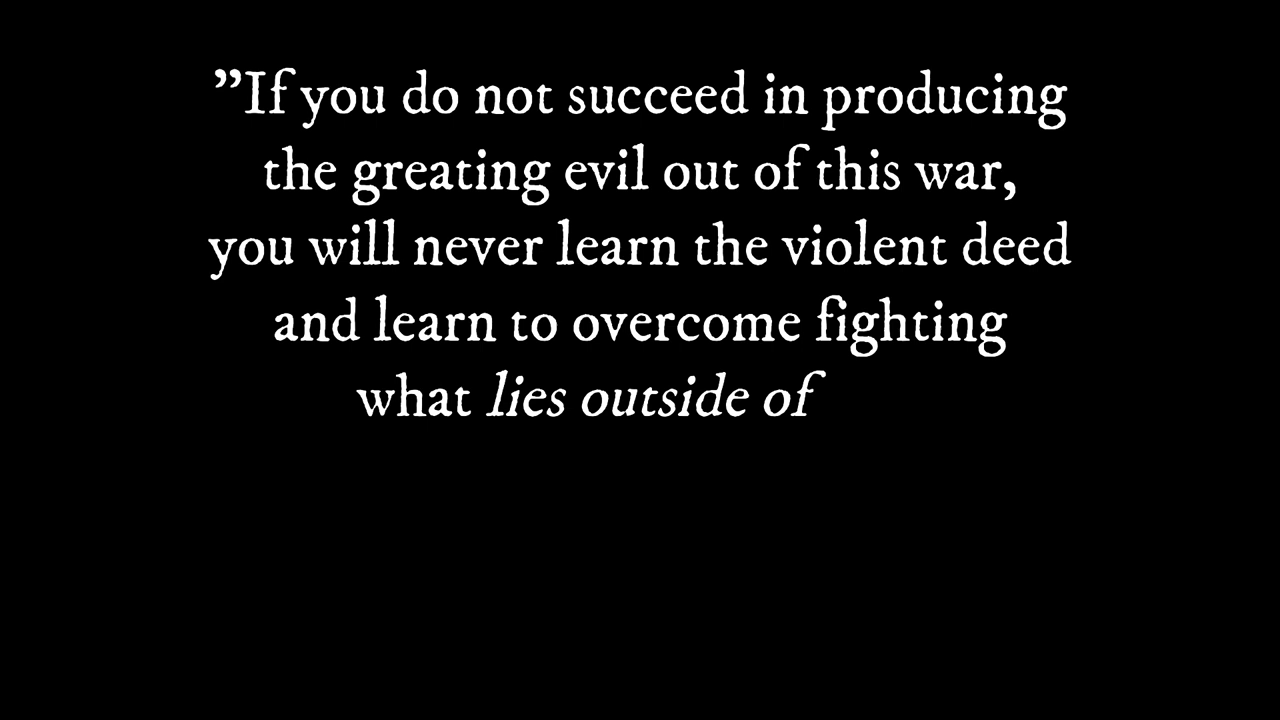 ”If you do not succeed in producing
the greating evil out of this war,
you will never learn the violent deed
and learn to overcome fighting
what lies outside of